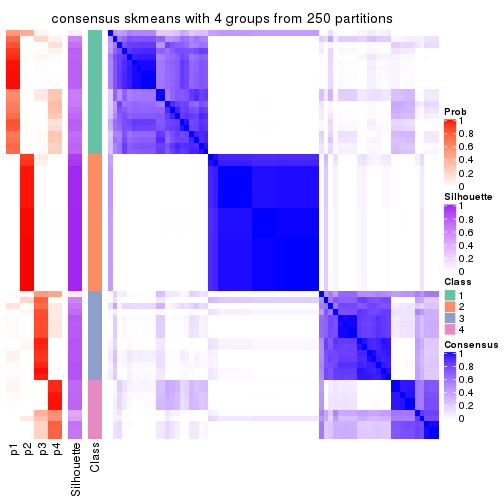 consensus skmeans with 4 groups from 250 partitions
Prob
1
0.8
0.6
0.4
0.2
0
Silhouette
1
0.8
0.6
0.4
0.2
0
Class
1
2
3
4
Consensus
1
0.8
0.6
0.4
0.2
0
p1
p2
p3
p4
Silhouette
Class